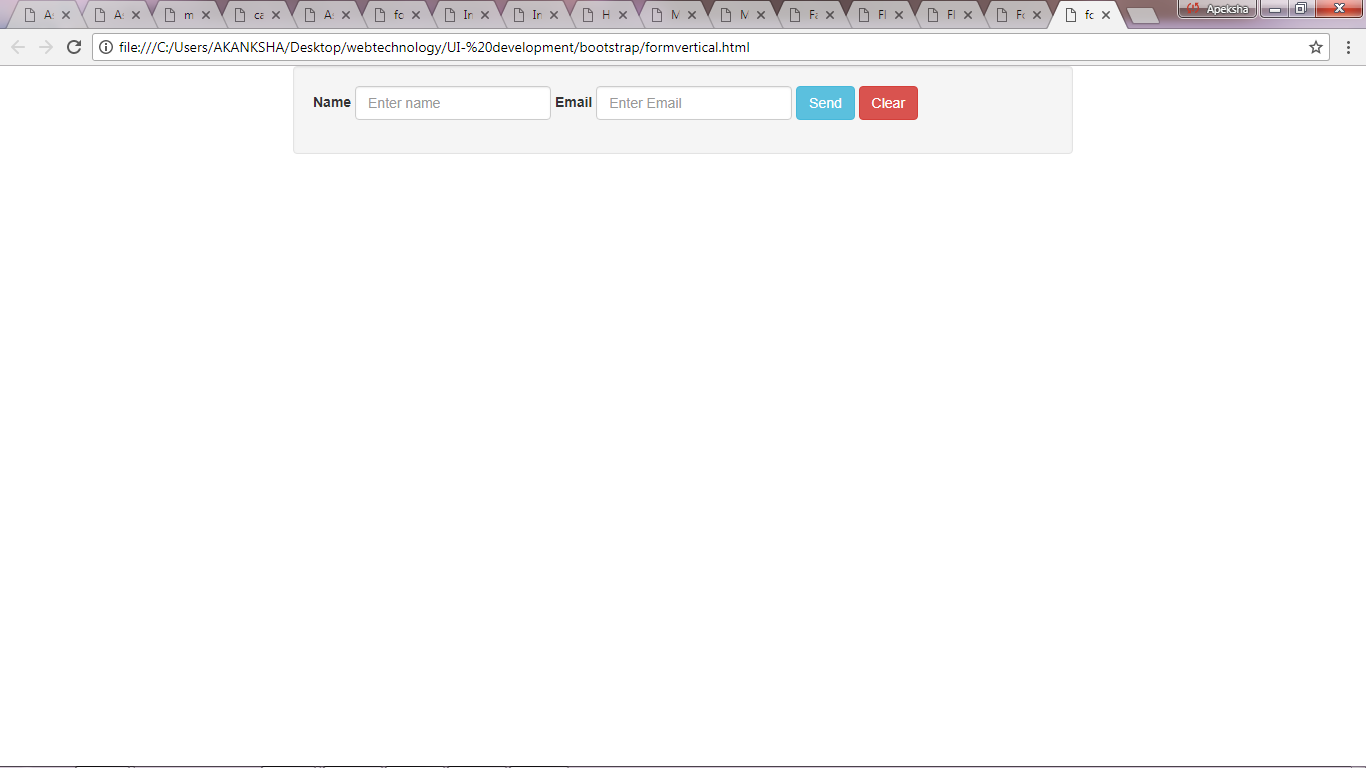 A
A
m
ca
A
fc
In
In
H
M
M
Fa
Fl
Fl
Fo
fc
Apeksha
file:///C:/Users/AKANKSHA/Desktop/webtechnology/UI-%20development/bootstrap/formvertical.html
Name Enter name Email Enter Email Send Clear